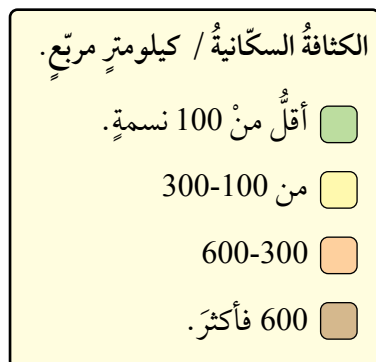 الكثافةُ السكّانيةُ / كيلومترٍ مربّعٍ.
أقلُّ منْ 100 نسمةٍ.
من 100-300
300-600
600 فأكثرَ.